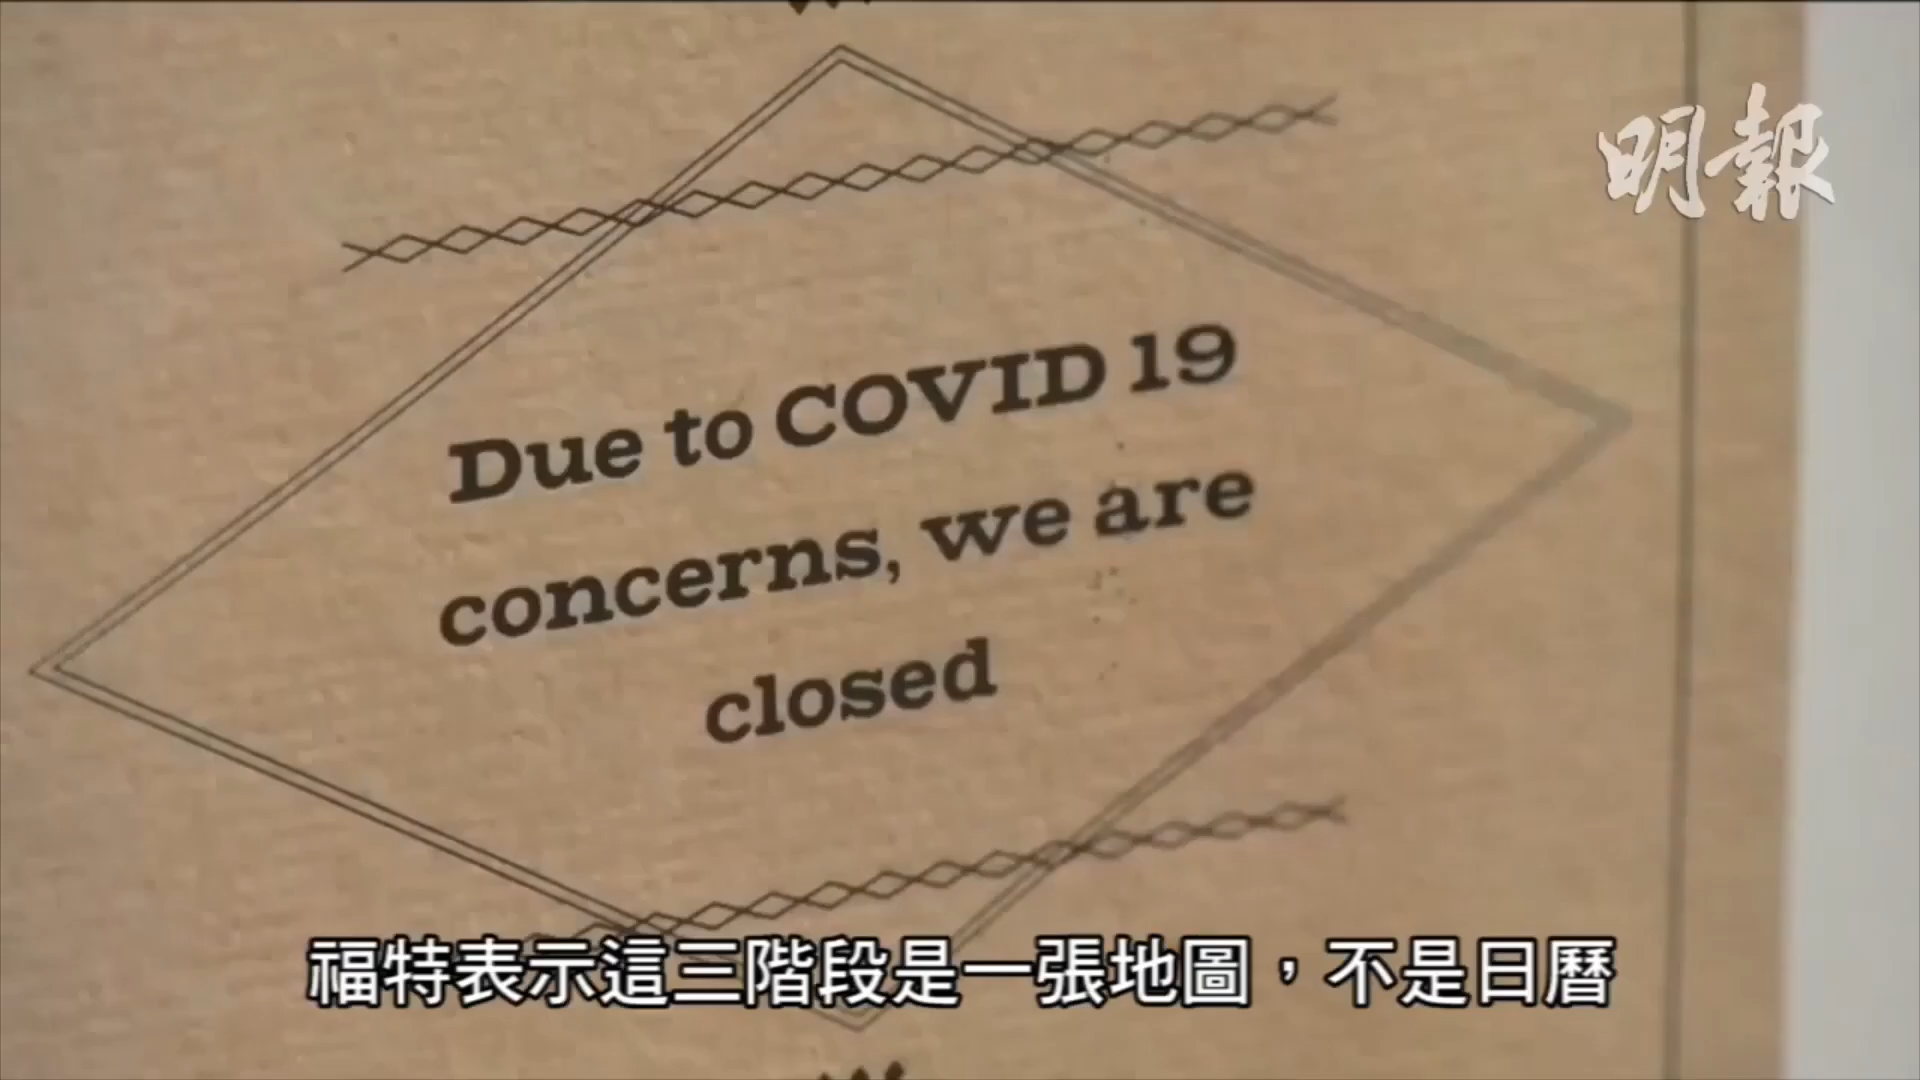 明報
Due to COVID 19
concerns, we are
closed
福特表示這三階段是一張地圖，不是日曆